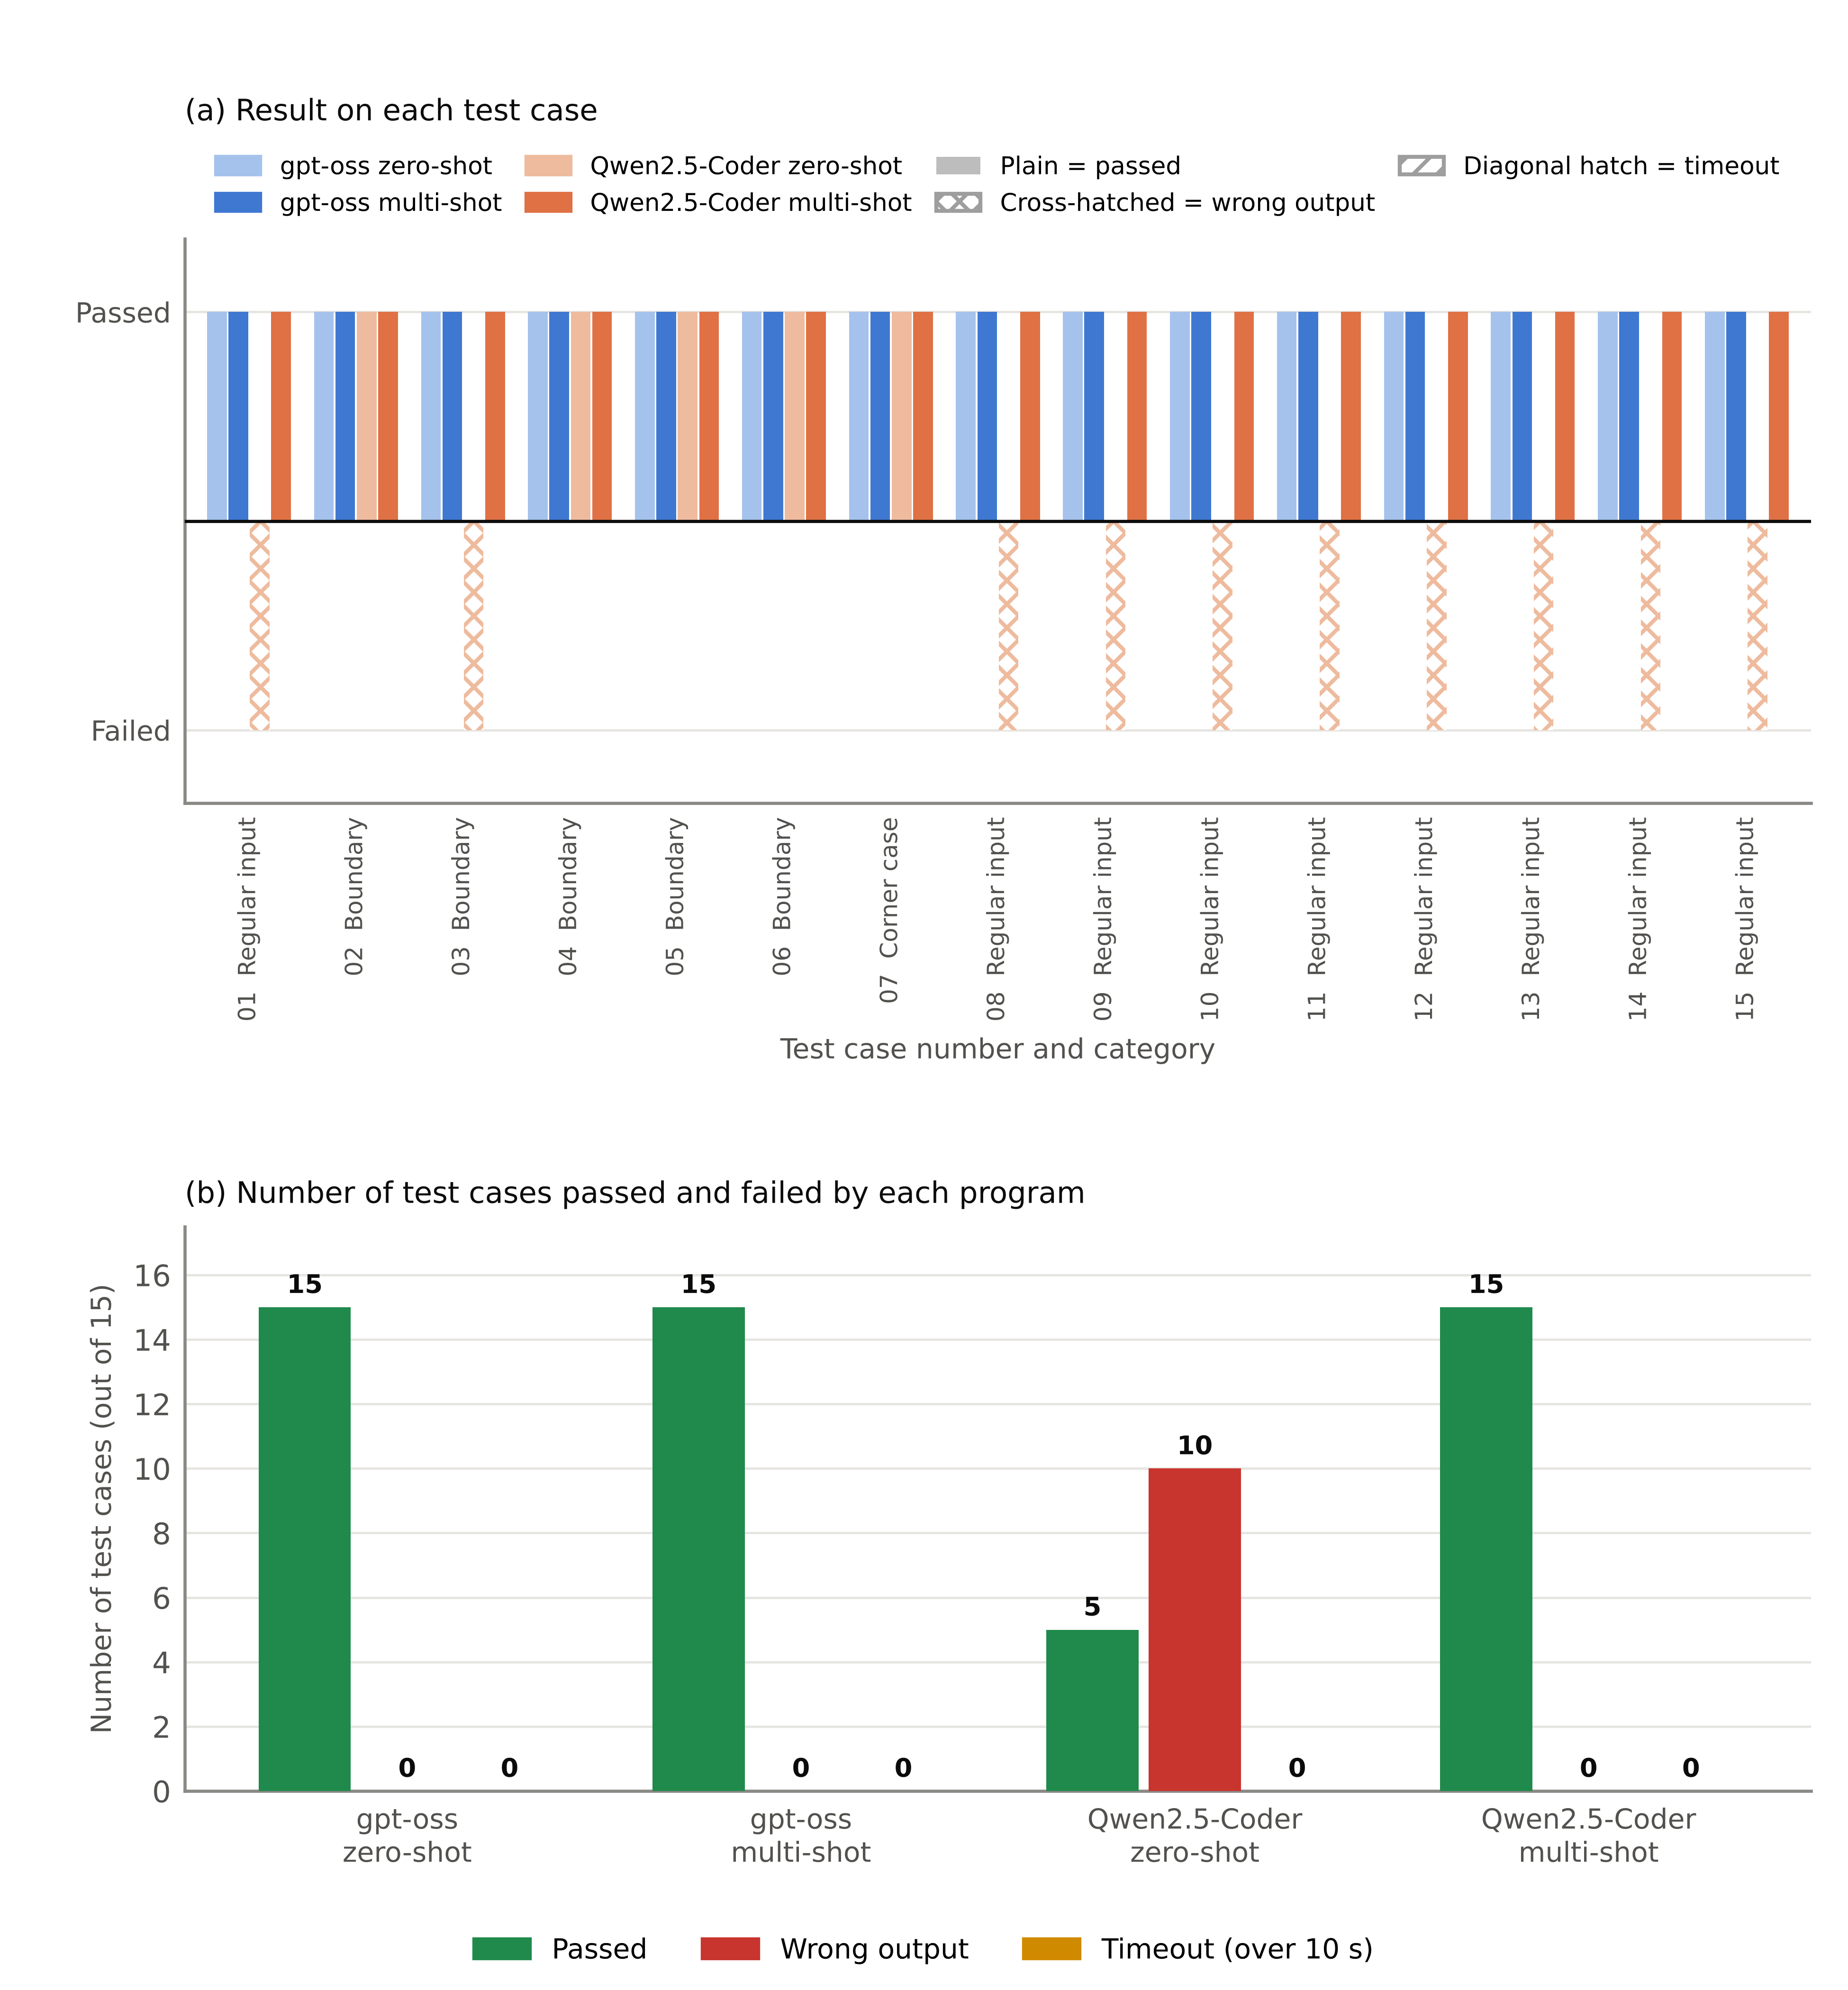 (a) Result on each test case
gpt-oss zero-shot
Qwen2.5-Coder zero-shot
Plain = passed
Diagonal hatch = timeout
gpt-oss multi-shot
Qwen2.5-Coder multi-shot
Cross-hatched = wrong output
Passed
Failed
01 Regular input
02 Boundary
03 Boundary
04 Boundary
05 Boundary
06 Boundary
07 Corner case
08 Regular input
09 Regular input
10 Regular input
11 Regular input
12 Regular input
13 Regular input
14 Regular input
15 Regular input
Test case number and category
(b) Number of test cases passed and failed by each program
Number of test cases (out of 15)
16
14
12
10
8
6
4
2
0
15
0
0
15
0
0
5
10
0
15
0
0
gpt-oss
zero-shot
gpt-oss
multi-shot
Qwen2.5-Coder
zero-shot
Qwen2.5-Coder
multi-shot
Passed
Wrong output
Timeout (over 10 s)